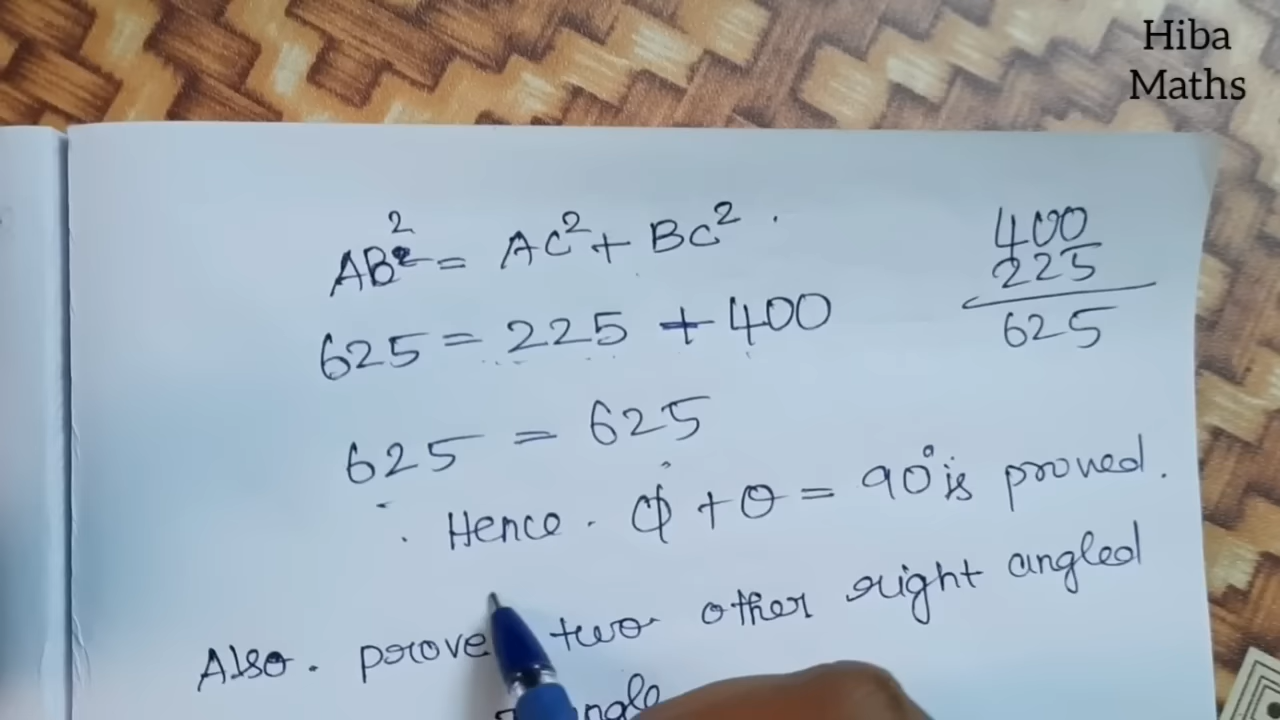 Hiba
Maths
AB² = AC² + BC².
400
225
625
625 = 225 + 400
625 = 625
Hence. φ + θ = 90° is proved.
Also. prove two other right angled